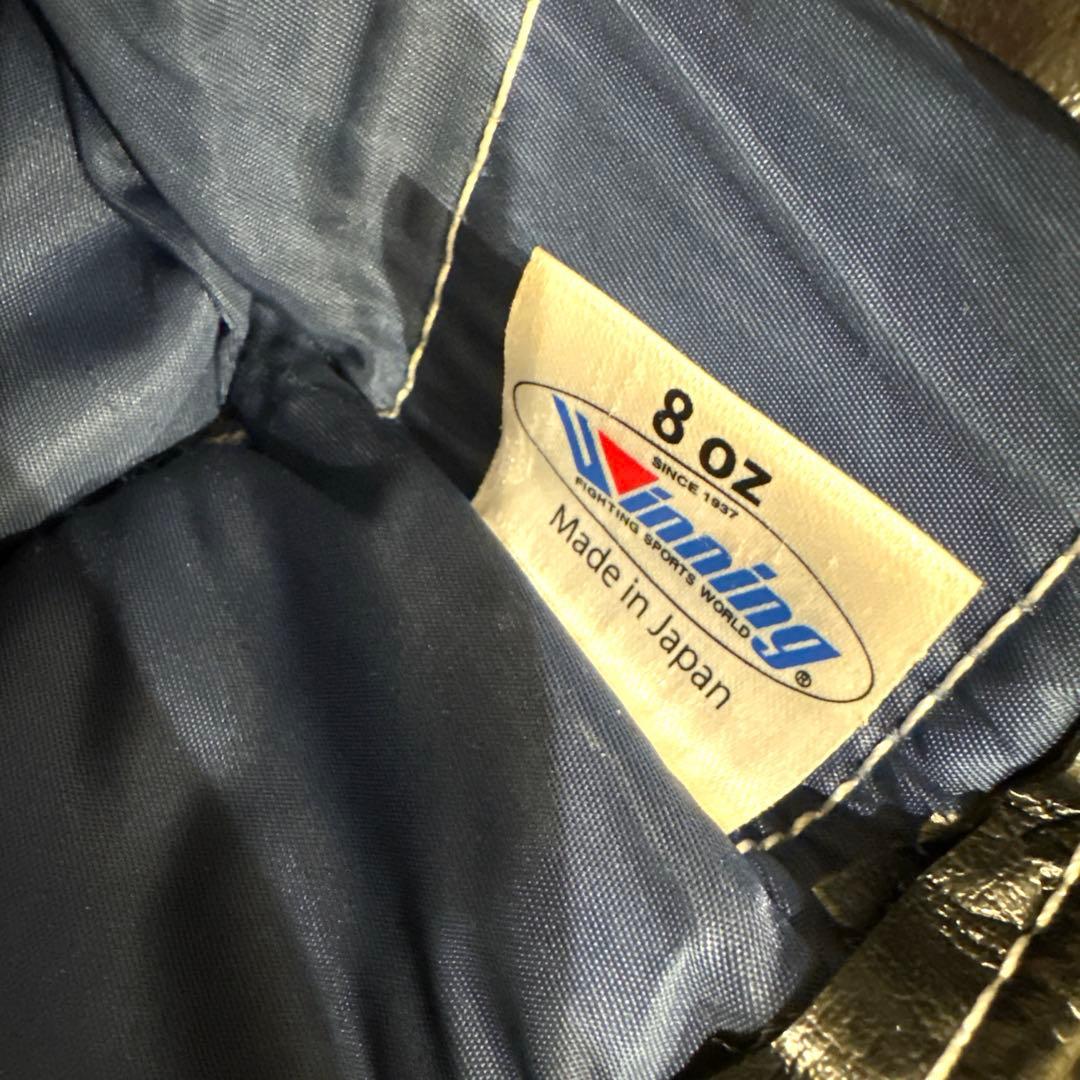 8 oz
SINCE 1937
Winning
FIGHTING SPORTS WORLD
®
Made in Japan